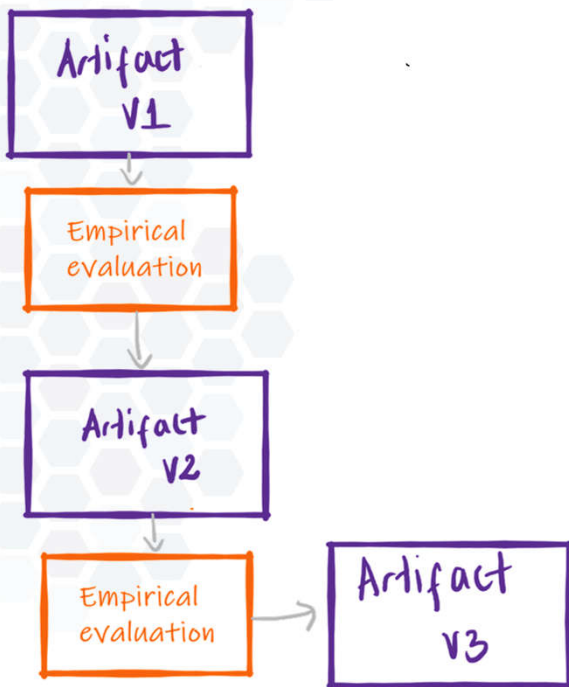 Artifact
V1
Empirical
evaluation
Artifact
V2
Empirical
evaluation
Artifact
V3